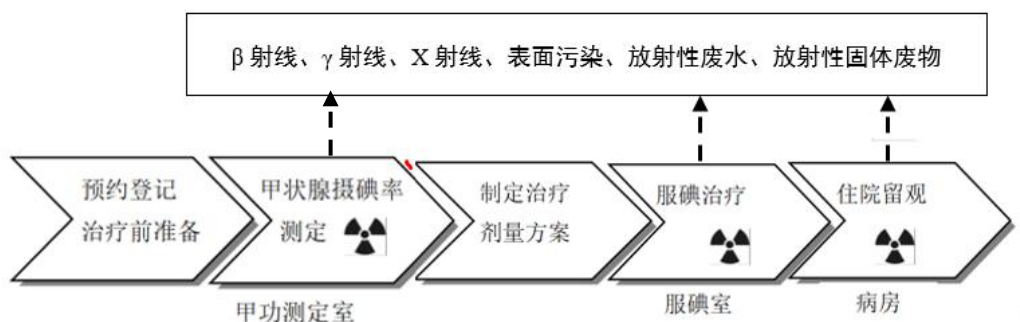 β射线、γ射线、X射线、表面污染、放射性废水、放射性固体废物
预约登记
治疗前准备
甲状腺摄碘率
测定
制定治疗
剂量方案
服碘治疗
住院留观
甲功测定室
服碘室
病房